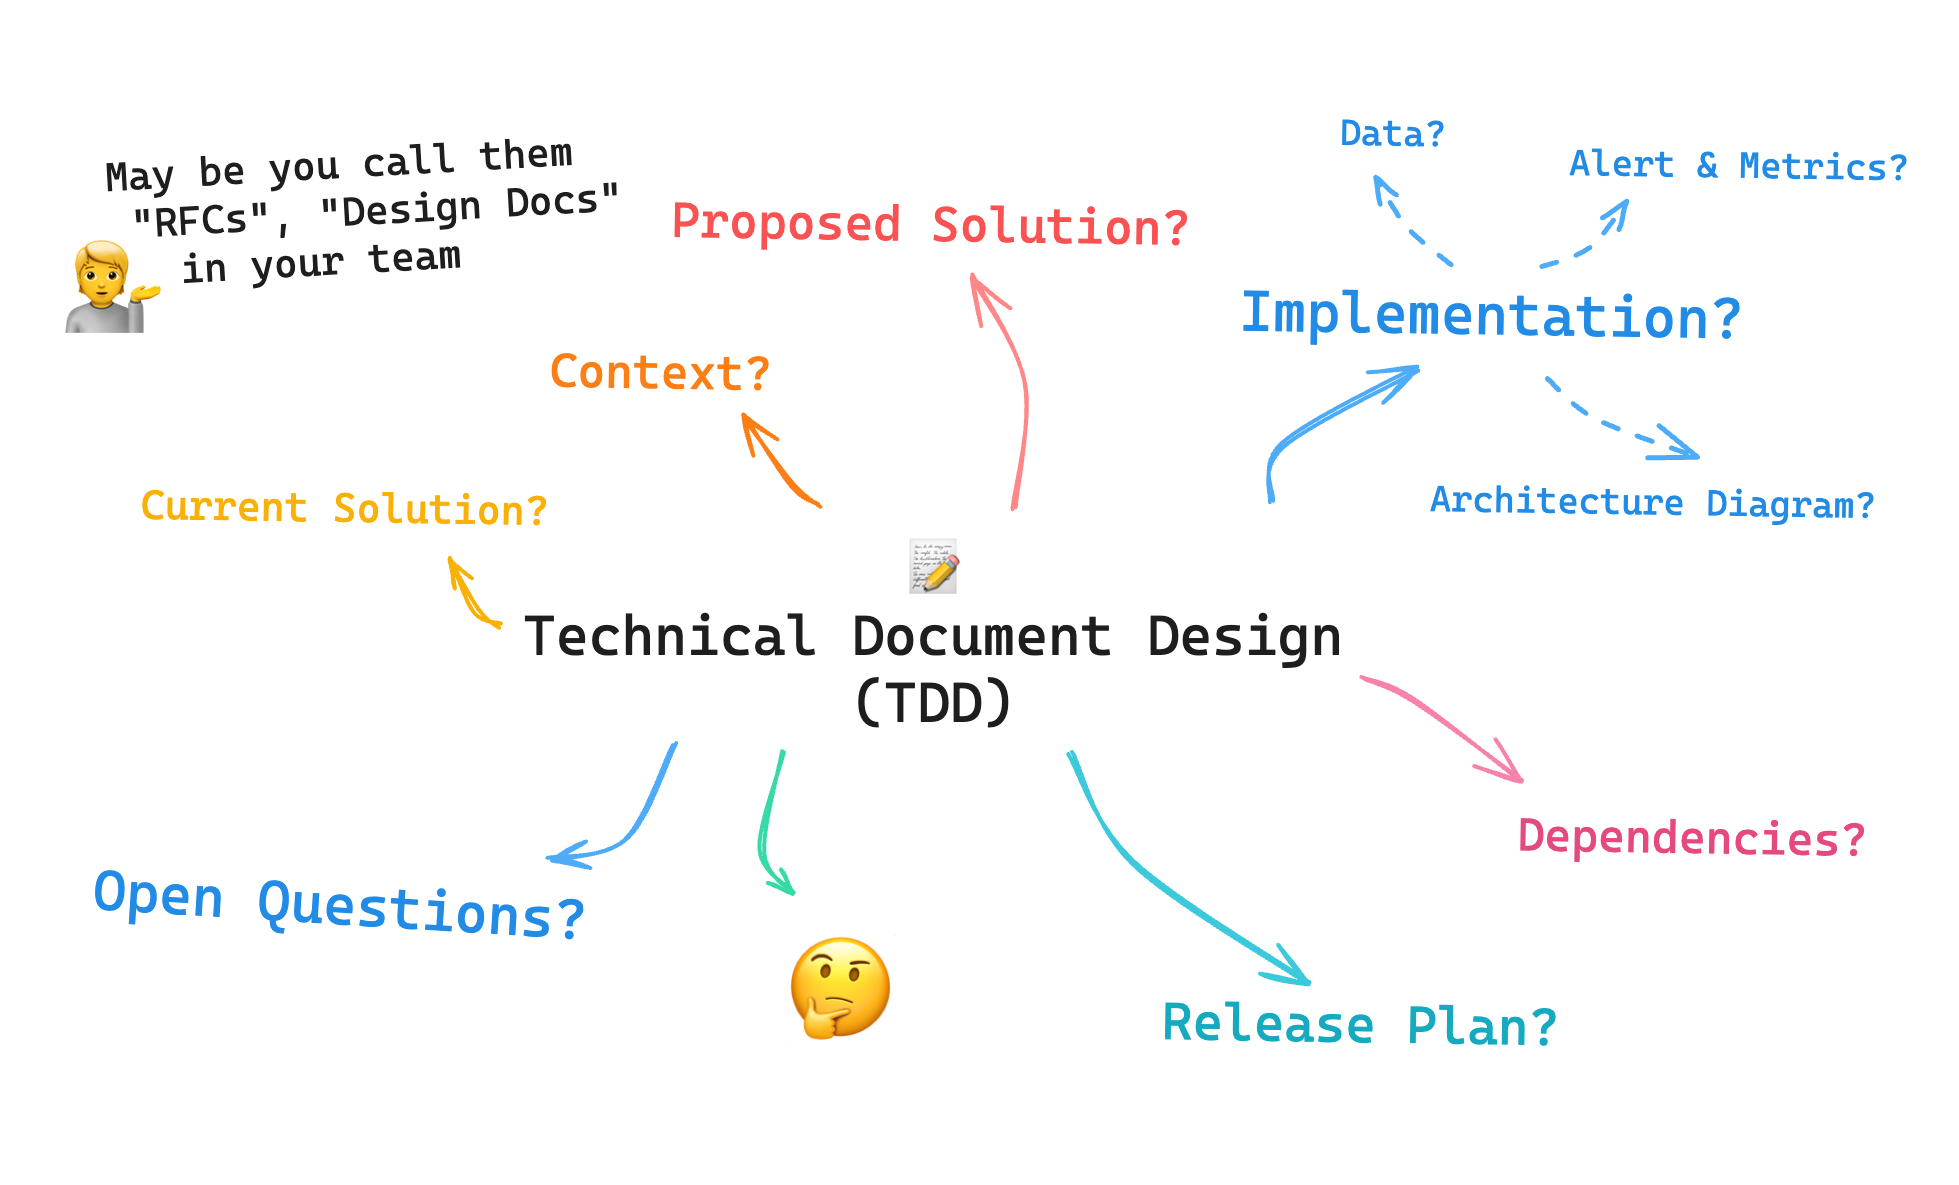 May be you call them
"RFCs", "Design Docs"
in your team
Data?
Alert & Metrics?
Proposed Solution?
Implementation?
Context?
Current Solution?
Architecture Diagram?
Technical Document Design
(TDD)
Dependencies?
Open Questions?
Release Plan?